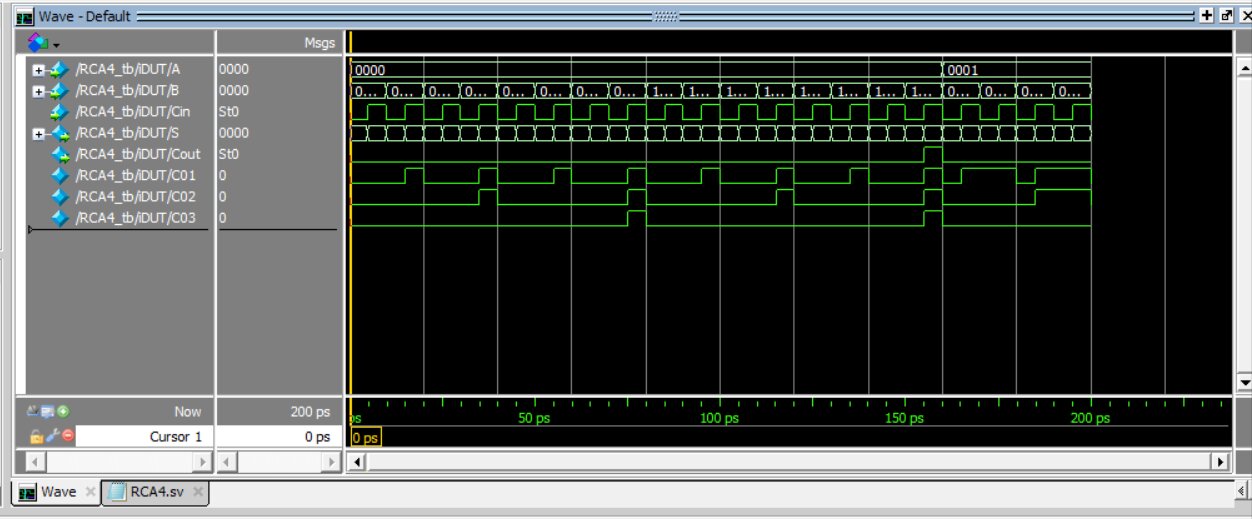 Wave - Default
Msgs
/RCA4_tb/iDUT/A 0000 0000 0001
/RCA4_tb/iDUT/B 0000 0... 0... 0... 0... 0... 0... 0... 0... 1... 1... 1... 1... 1... 1... 1... 1... 0... 0... 0... 0...
/RCA4_tb/iDUT/Cin St0
/RCA4_tb/iDUT/S 0000
/RCA4_tb/iDUT/Cout St0
/RCA4_tb/iDUT/C01 0
/RCA4_tb/iDUT/C02 0
/RCA4_tb/iDUT/C03 0
Now 200 ps ps 50 ps 100 ps 150 ps 200 ps
Cursor 1 0 ps 0 ps
Wave RCA4.sv